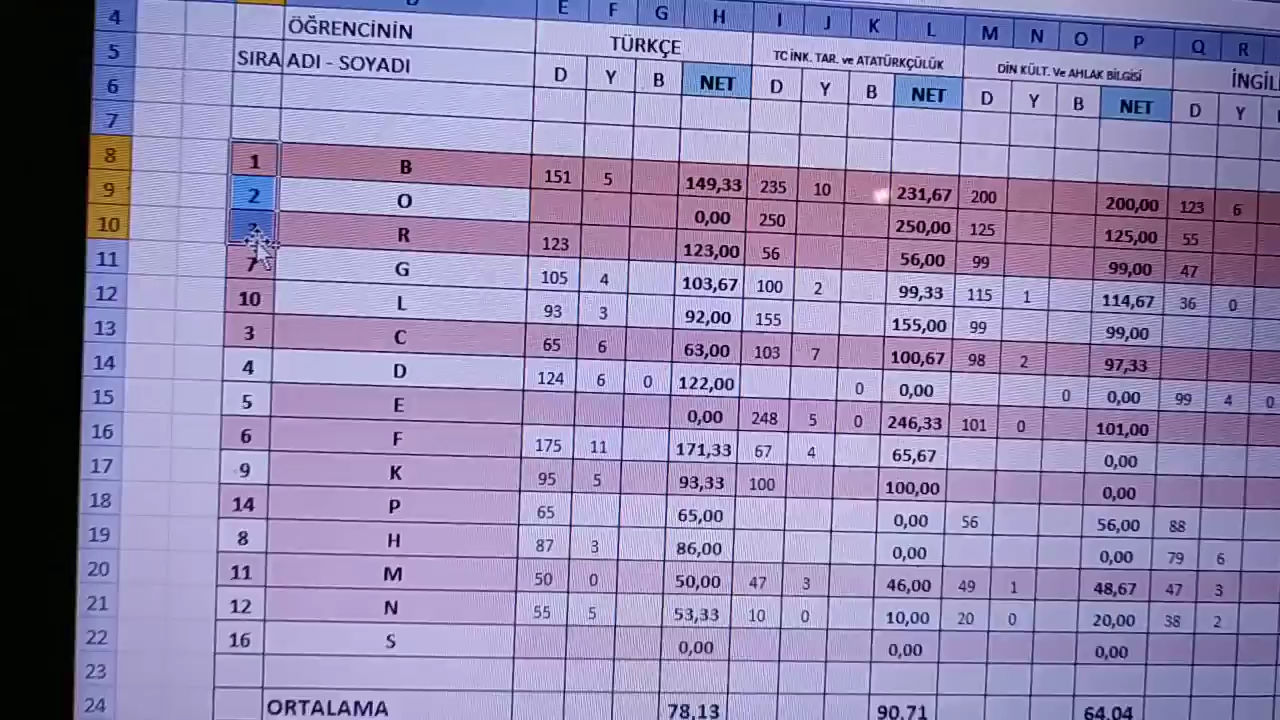 E F G H I J K L M N O P Q R
4 ÖĞRENCİNİN TÜRKÇE TC İNK. TAR. ve ATATÜRKÇÜLÜK DİN KÜLT. Ve AHLAK BİLGİSİ İNGİL
5 SIRA ADI - SOYADI D Y B NET D Y B NET D Y B NET D Y
6
7
8 1 B 151 5 149,33 235 10 231,67 200 200,00 123 6
9 2 O 0,00 250 250,00 125 125,00 55
10 R 123 123,00 56 56,00 99 99,00 47
11 7 G 105 4 103,67 100 2 99,33 115 1 114,67 36 0
12 10 L 93 3 92,00 155 155,00 99 99,00
13 3 C 65 6 63,00 103 7 100,67 98 2 97,33
14 4 D 124 6 0 122,00 0 0,00 0 0,00 99 4 0
15 5 E 0,00 248 5 0 246,33 101 0 101,00
16 6 F 175 11 171,33 67 4 65,67 0,00
17 9 K 95 5 93,33 100 100,00 0,00
18 14 P 65 65,00 0,00 56 56,00 88
19 8 H 87 3 86,00 0,00 0,00 79 6
20 11 M 50 0 50,00 47 3 46,00 49 1 48,67 47 3
21 12 N 55 5 53,33 10 0 10,00 20 0 20,00 38 2
22 16 S 0,00 0,00 0,00
23
24 ORTALAMA 78,13 90,71 64,04